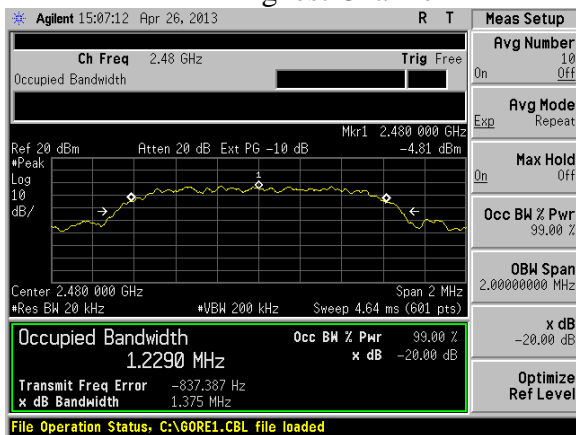 Agilent 15:07:12 Apr 26, 2013 R T
Meas Setup
Ch Freq 2.48 GHz Trig Free
Occupied Bandwidth
Avg Number
10
On Off
Avg Mode
Exp Repeat
Max Hold
On Off
Occ BW % Pwr
99.00 %
OBW Span
2.00000000 MHz
x dB
-20.00 dB
Optimize
Ref Level
Mkr1 2.480 000 GHz
Ref 20 dBm Atten 20 dB Ext PG -10 dB -4.81 dBm
#Peak
Log
10
dB/
1
Center 2.480 000 GHz Span 2 MHz
#Res BW 20 kHz #VBW 200 kHz Sweep 4.64 ms (601 pts)
Occupied Bandwidth Occ BW % Pwr 99.00 %
1.2290 MHz x dB -20.00 dB
Transmit Freq Error -837.387 Hz
x dB Bandwidth 1.375 MHz
File Operation Status, C:\GORE1.CBL file loaded